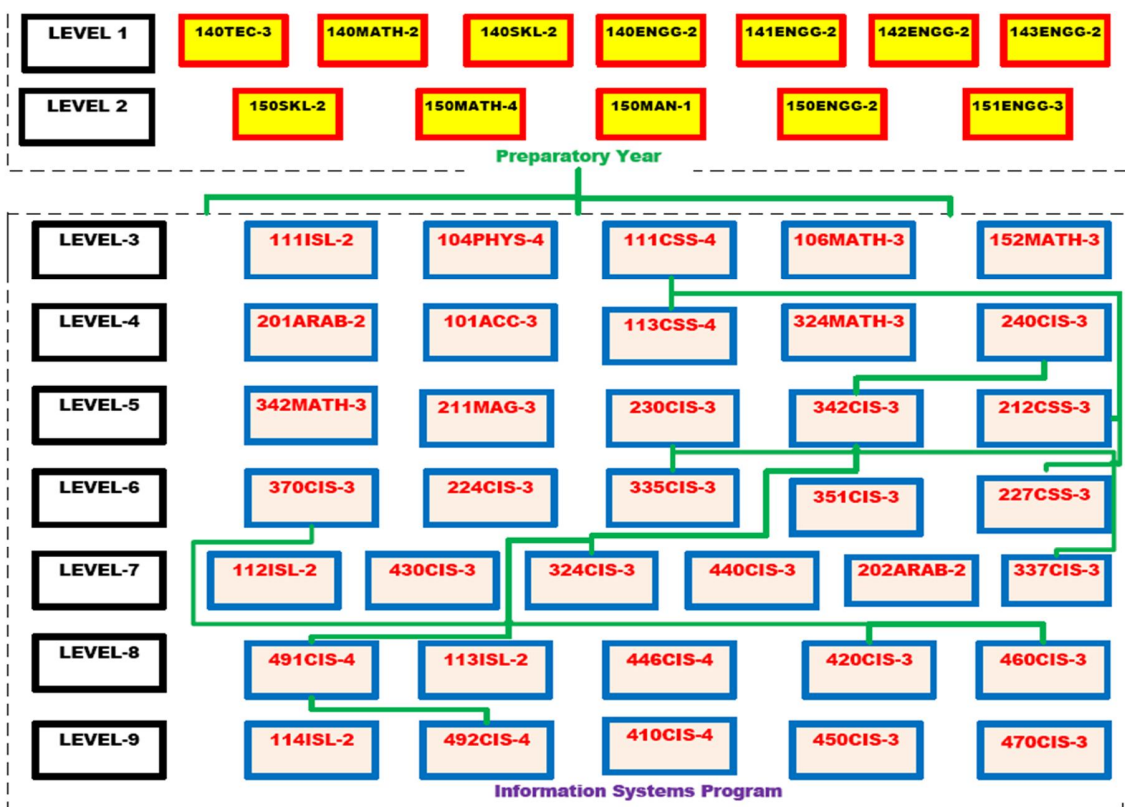 LEVEL 1
140TEC-3
140MATH-2
140SKL-2
140ENGG-2
141ENGG-2
142ENGG-2
143ENGG-2
LEVEL 2
150SKL-2
150MATH-4
150MAN-1
150ENGG-2
151ENGG-3
Preparatory Year
LEVEL-3
111ISL-2
104PHYS-4
111CSS-4
106MATH-3
152MATH-3
LEVEL-4
201ARAB-2
101ACC-3
113CSS-4
324MATH-3
240CIS-3
LEVEL-5
342MATH-3
211MAG-3
230CIS-3
342CIS-3
212CSS-3
LEVEL-6
370CIS-3
224CIS-3
335CIS-3
351CIS-3
227CSS-3
LEVEL-7
112ISL-2
430CIS-3
324CIS-3
440CIS-3
202ARAB-2
337CIS-3
LEVEL-8
491CIS-4
113ISL-2
446CIS-4
420CIS-3
460CIS-3
LEVEL-9
114ISL-2
492CIS-4
410CIS-4
450CIS-3
470CIS-3
Information Systems Program